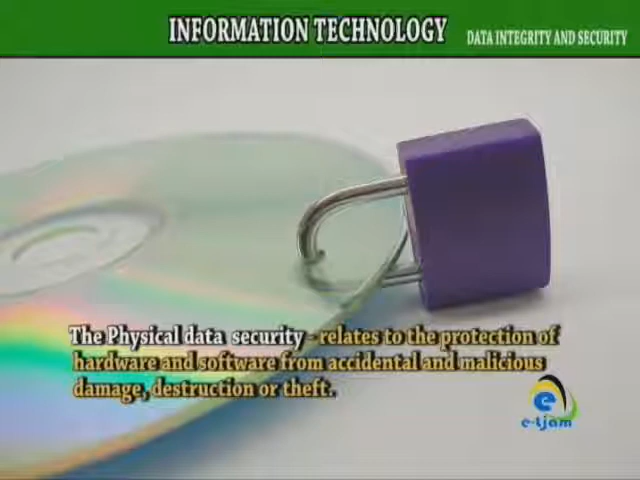 INFORMATION TECHNOLOGY
DATA INTEGRITY AND SECURITY
The Physical data security - relates to the protection of
hardware and software from accidental and malicious
damage, destruction or theft.
e
e-tjam